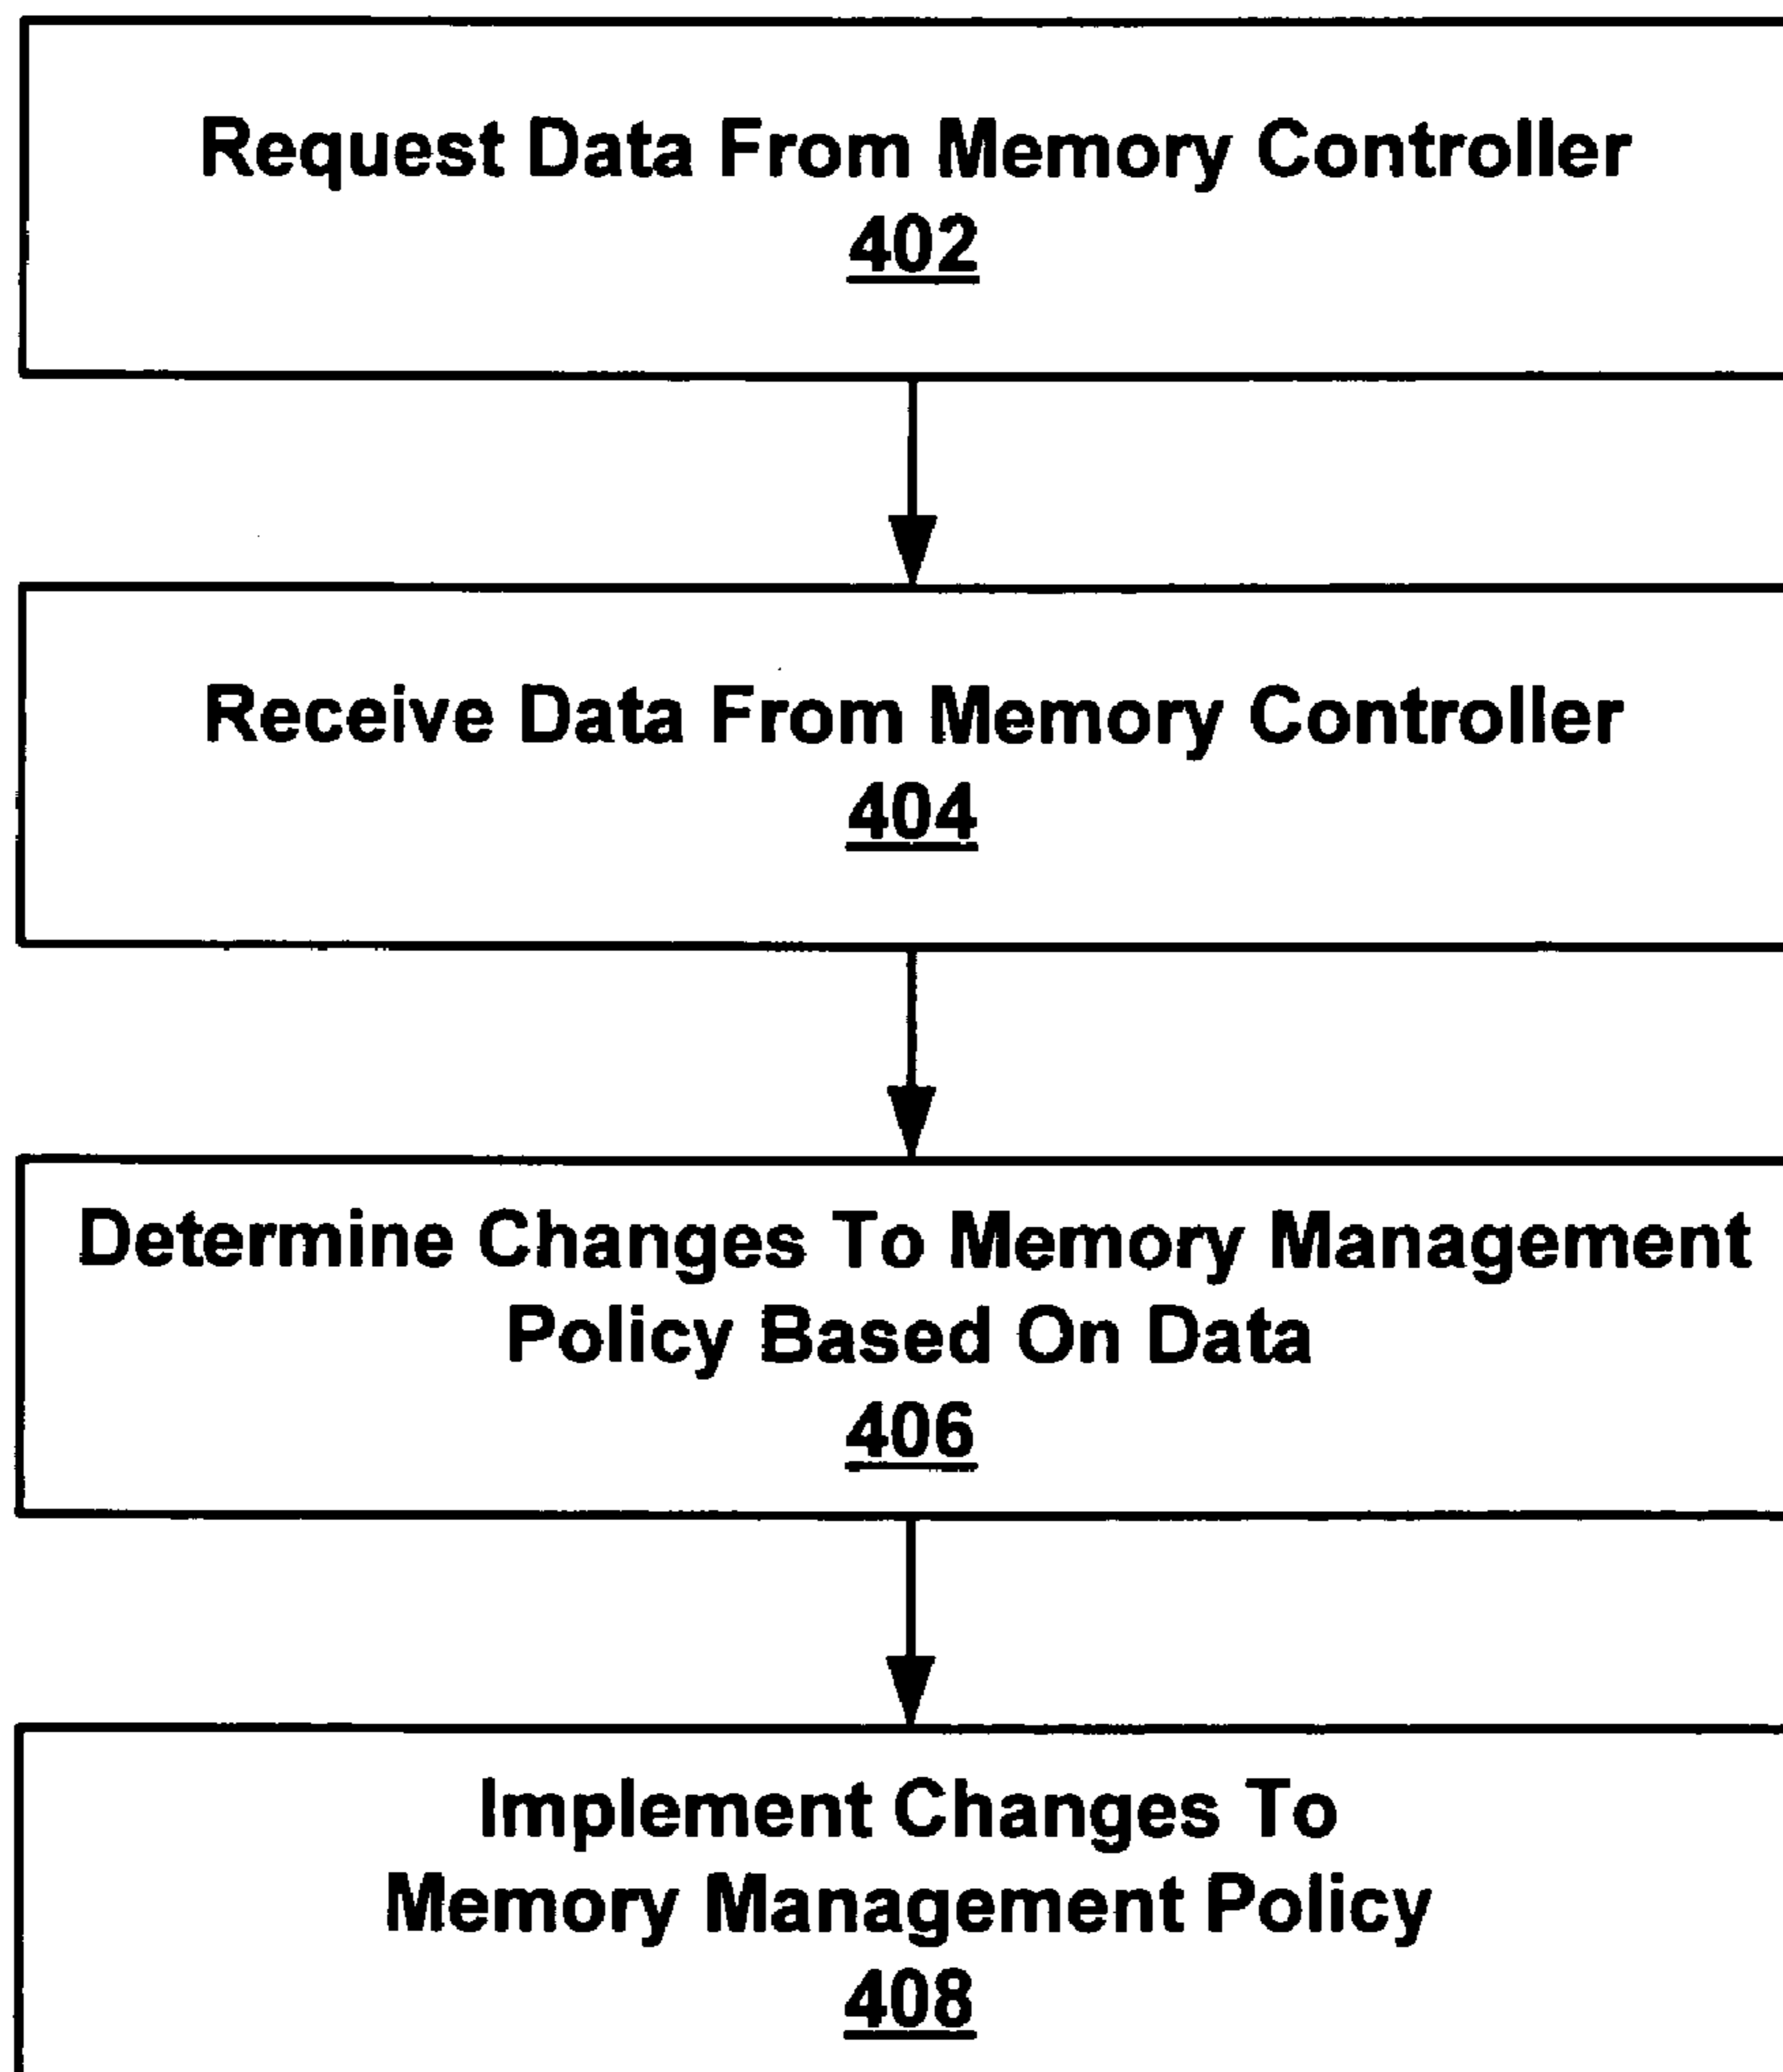 Request Data From Memory Controller
402
Receive Data From Memory Controller
404
Determine Changes To Memory Management
Policy Based On Data
406
Implement Changes To
Memory Management Policy
408